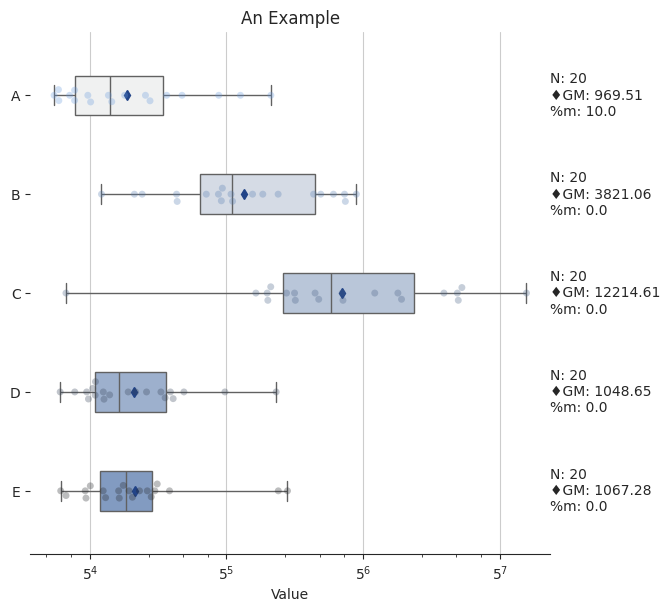 An Example
A
N: 20
♦GM: 969.51
%m: 10.0
B
N: 20
♦GM: 3821.06
%m: 0.0
C
N: 20
♦GM: 12214.61
%m: 0.0
D
N: 20
♦GM: 1048.65
%m: 0.0
E
N: 20
♦GM: 1067.28
%m: 0.0
5⁴ 5⁵ 5⁶ 5⁷
Value